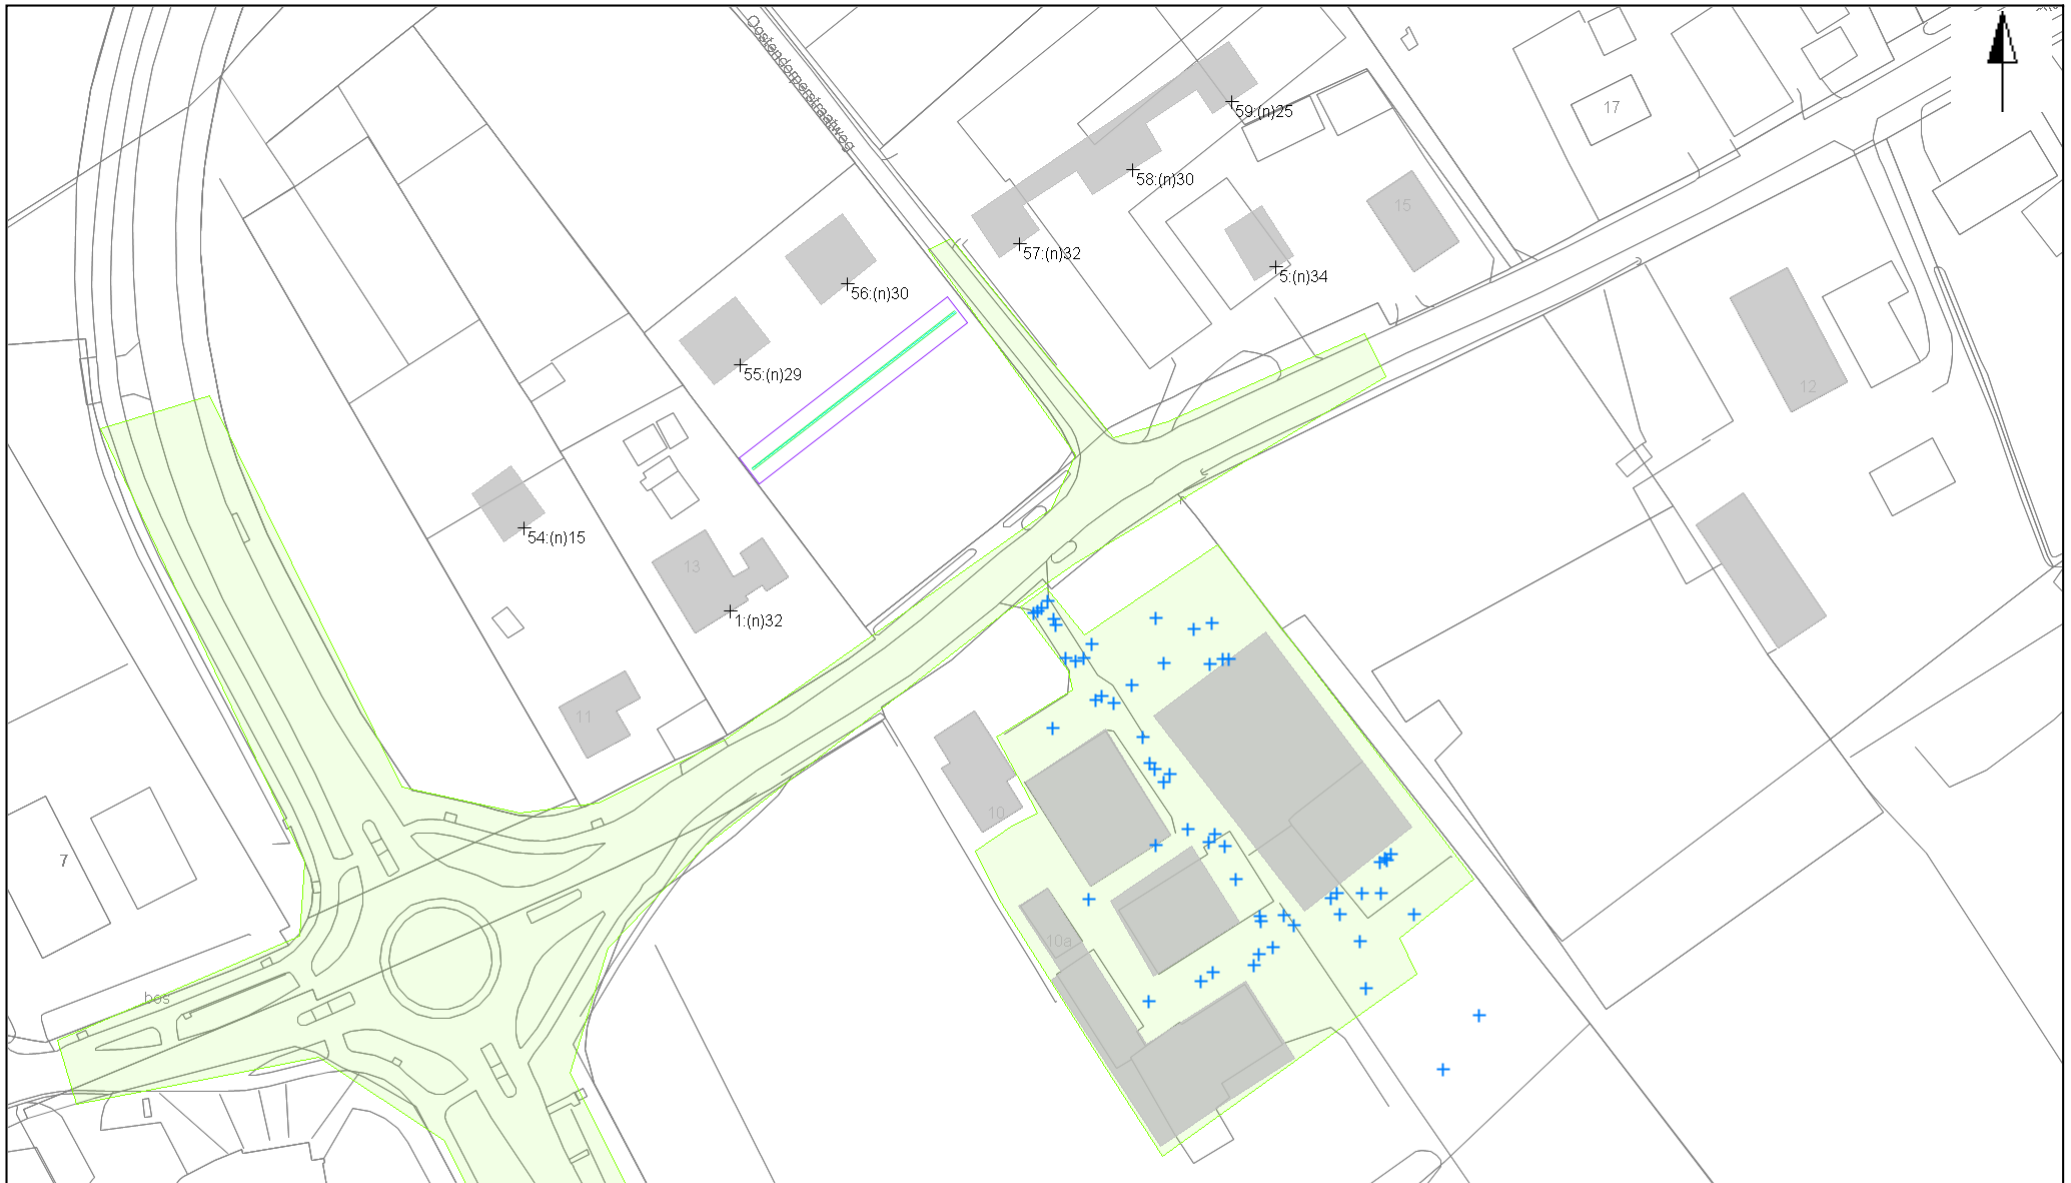 Oostendorperstraatweg
59:(n)25
17
58:(n)30
15
57:(n)32
5:(n)34
56:(n)30
55:(n)29
12
54:(n)15
13
1:(n)32
11
10
7
10a
bos